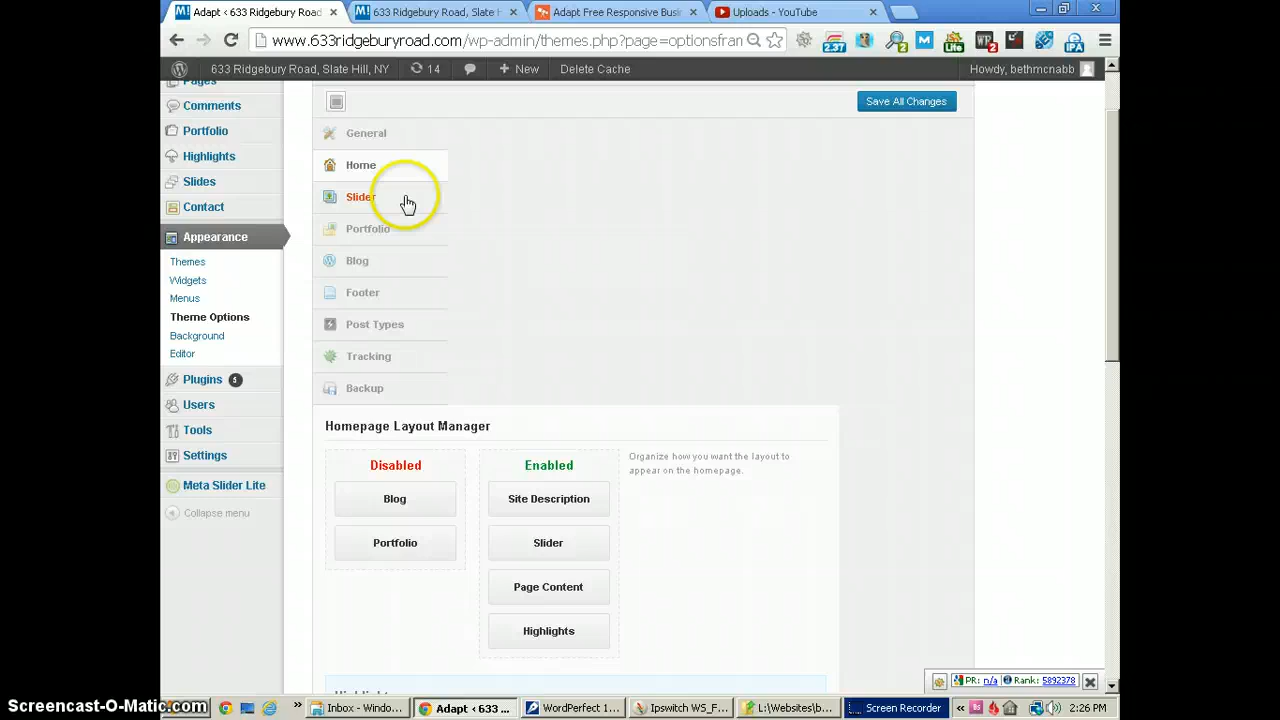 Adapt ‹ 633 Ridgebury Road
633 Ridgebury Road, Slate H
Adapt Free Responsive Busi
Uploads - YouTube
www.633ridgeburyroad.com/wp-admin/themes.php?page=optionsfran
633 Ridgebury Road, Slate Hill, NY
14
New
Delete Cache
Howdy, bethmcnabb
Pages
Comments
Portfolio
Highlights
Slides
Contact
Appearance
Themes
Widgets
Menus
Theme Options
Background
Editor
Plugins 5
Users
Tools
Settings
Meta Slider Lite
Collapse menu
Save All Changes
General
Home
Slider
Portfolio
Blog
Footer
Post Types
Tracking
Backup
Homepage Layout Manager
Disabled
Blog
Portfolio
Enabled
Site Description
Slider
Page Content
Highlights
Organize how you want the layout to
appear on the homepage.
PR: n/a
Rank: 5892378
Screencast-O-Matic.com
Inbox - Windo...
Adapt ‹ 633 ...
WordPerfect 1...
Ipswitch WS_F...
L:\Websites\b...
Screen Recorder
2:26 PM